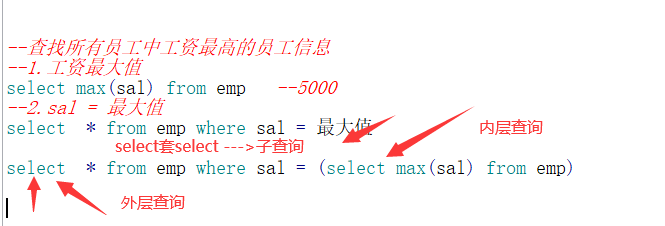 --查找所有员工中工资最高的员工信息
--1.工资最大值
select max(sal) from emp   --5000
--2.sal = 最大值
select  * from emp where sal = 最大值
内层查询
select套select --->子查询
select  * from emp where sal = (select max(sal) from emp)
外层查询